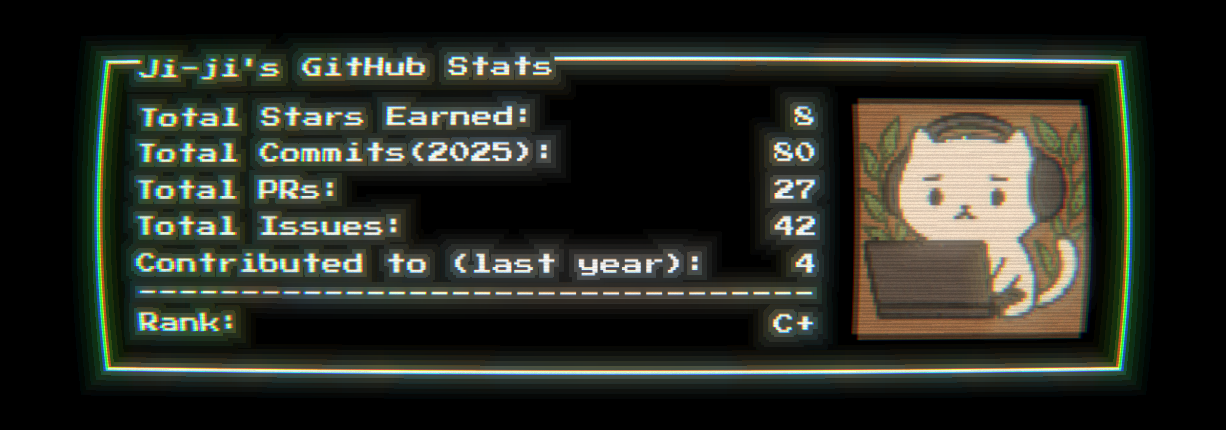 Ji-ji's GitHub Stats
Total Stars Earned: 8
Total Commits(2025): 80
Total PRs: 27
Total Issues: 42
Contributed to (last year): 4
----------------------------------------
Rank: C+